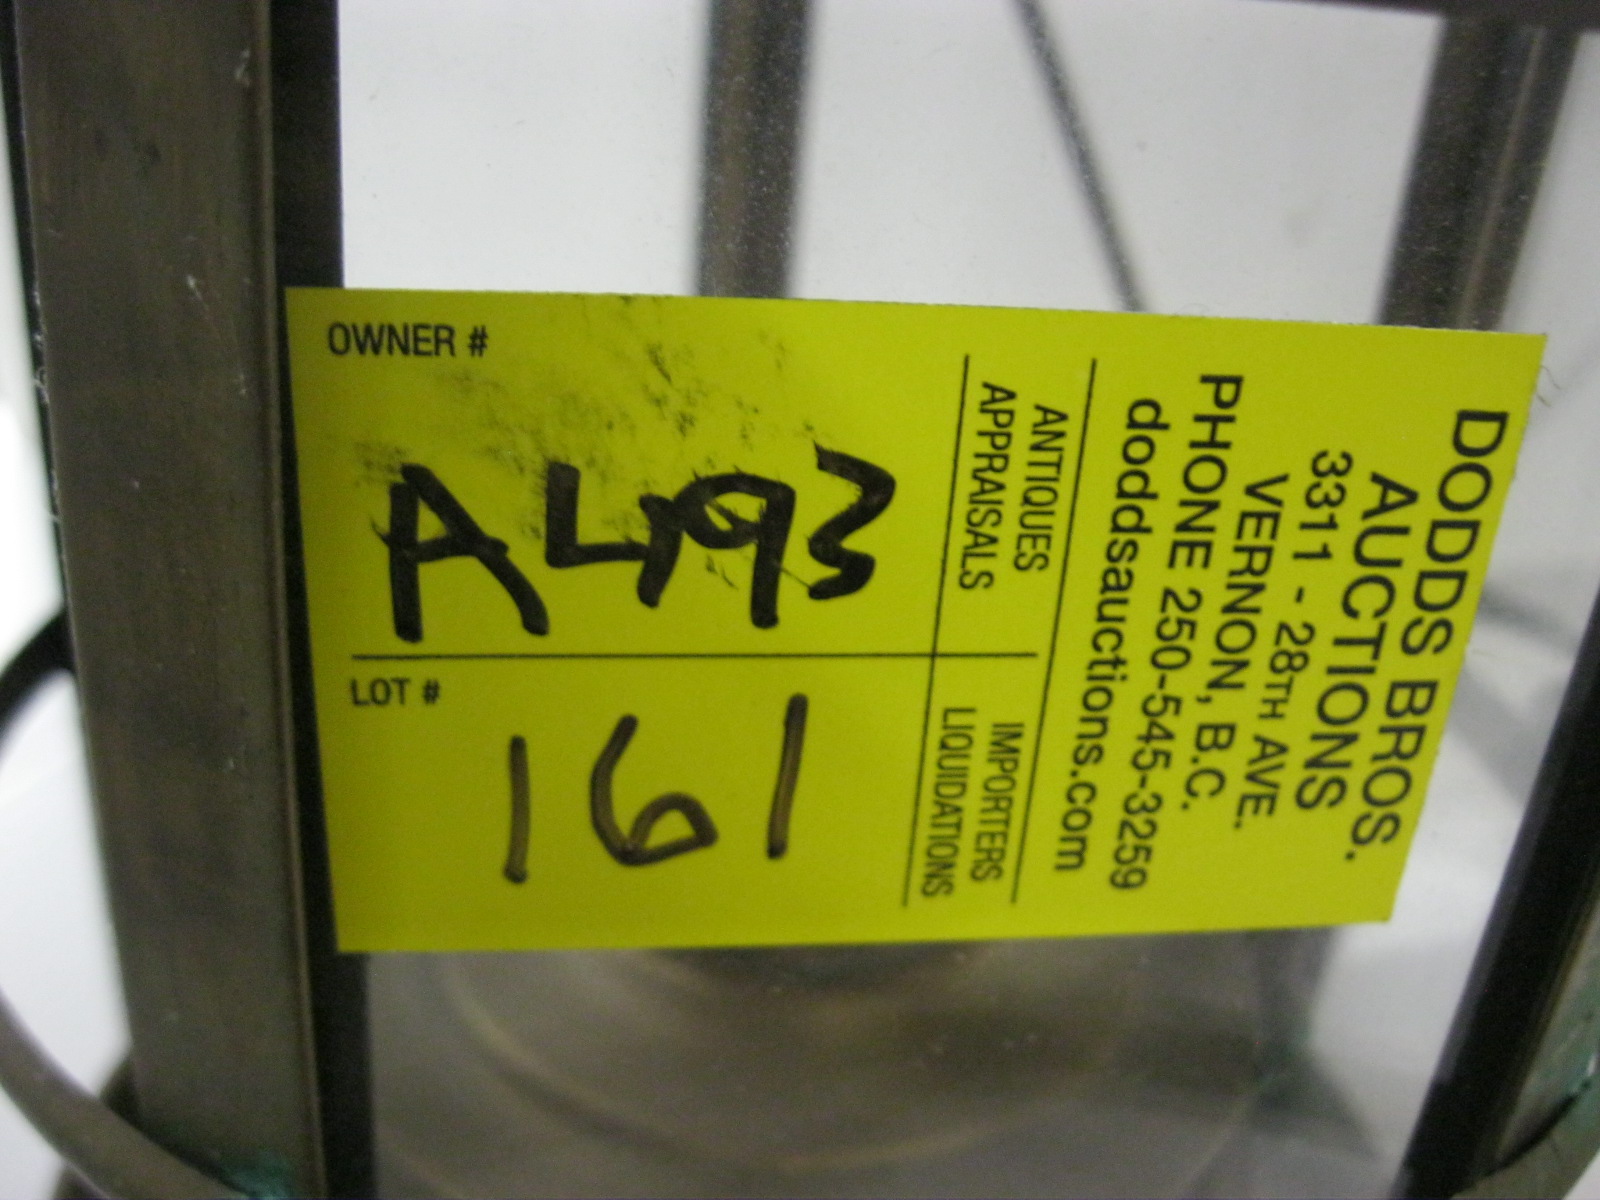 DODDS BROS.
AUCTIONS
3311 - 28TH AVE.
VERNON, B.C.
PHONE 250-545-3259
doddsauctions.com
ANTIQUES
APPRAISALS
IMPORTERS
LIQUIDATIONS
OWNER #
A493
LOT #
161